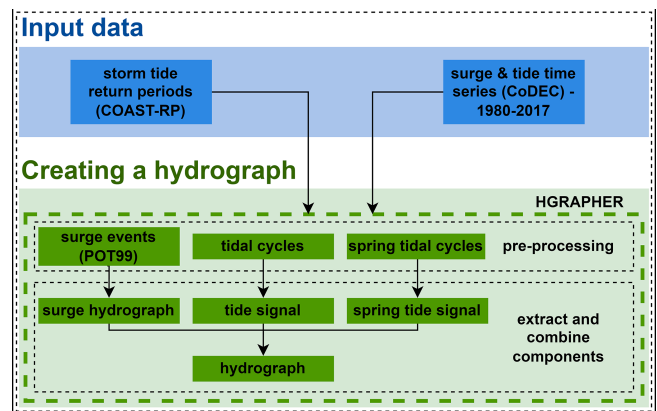 Input data
storm tide
return periods
(COAST-RP)
surge & tide time
series (CoDEC) -
1980-2017
Creating a hydrograph
HGRAPHER
surge events
(POT99)
tidal cycles
spring tidal cycles
pre-processing
surge hydrograph
tide signal
spring tide signal
extract and
combine
components
hydrograph